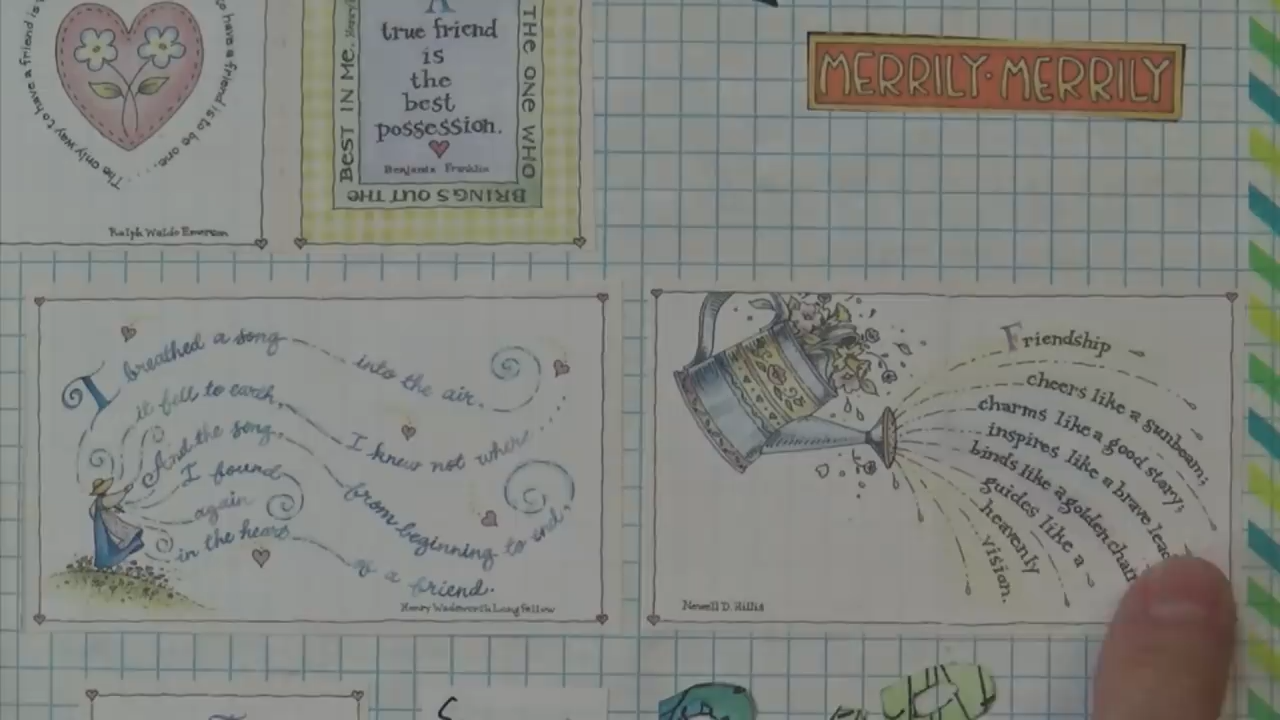 The only way to have a friend is to be one.....
Ralph Waldo Emerson
A
true friend
is
the
best
possession.
Benjamin Franklin
THE ONE WHO
BRINGS OUT THE
BEST IN ME.
MERRILY·MERRILY
I breathed a song into the air.
it fell to earth, I knew not where....
And the song, from beginning to end,
I found
again
in the heart of a friend.
Henry Wadsworth Longfellow
Friendship
cheers like a sunbeam;
charms like a good story;
inspires like a brave
binds like a golden chain
guides like a
heavenly
vision.
Newell D. Hillis